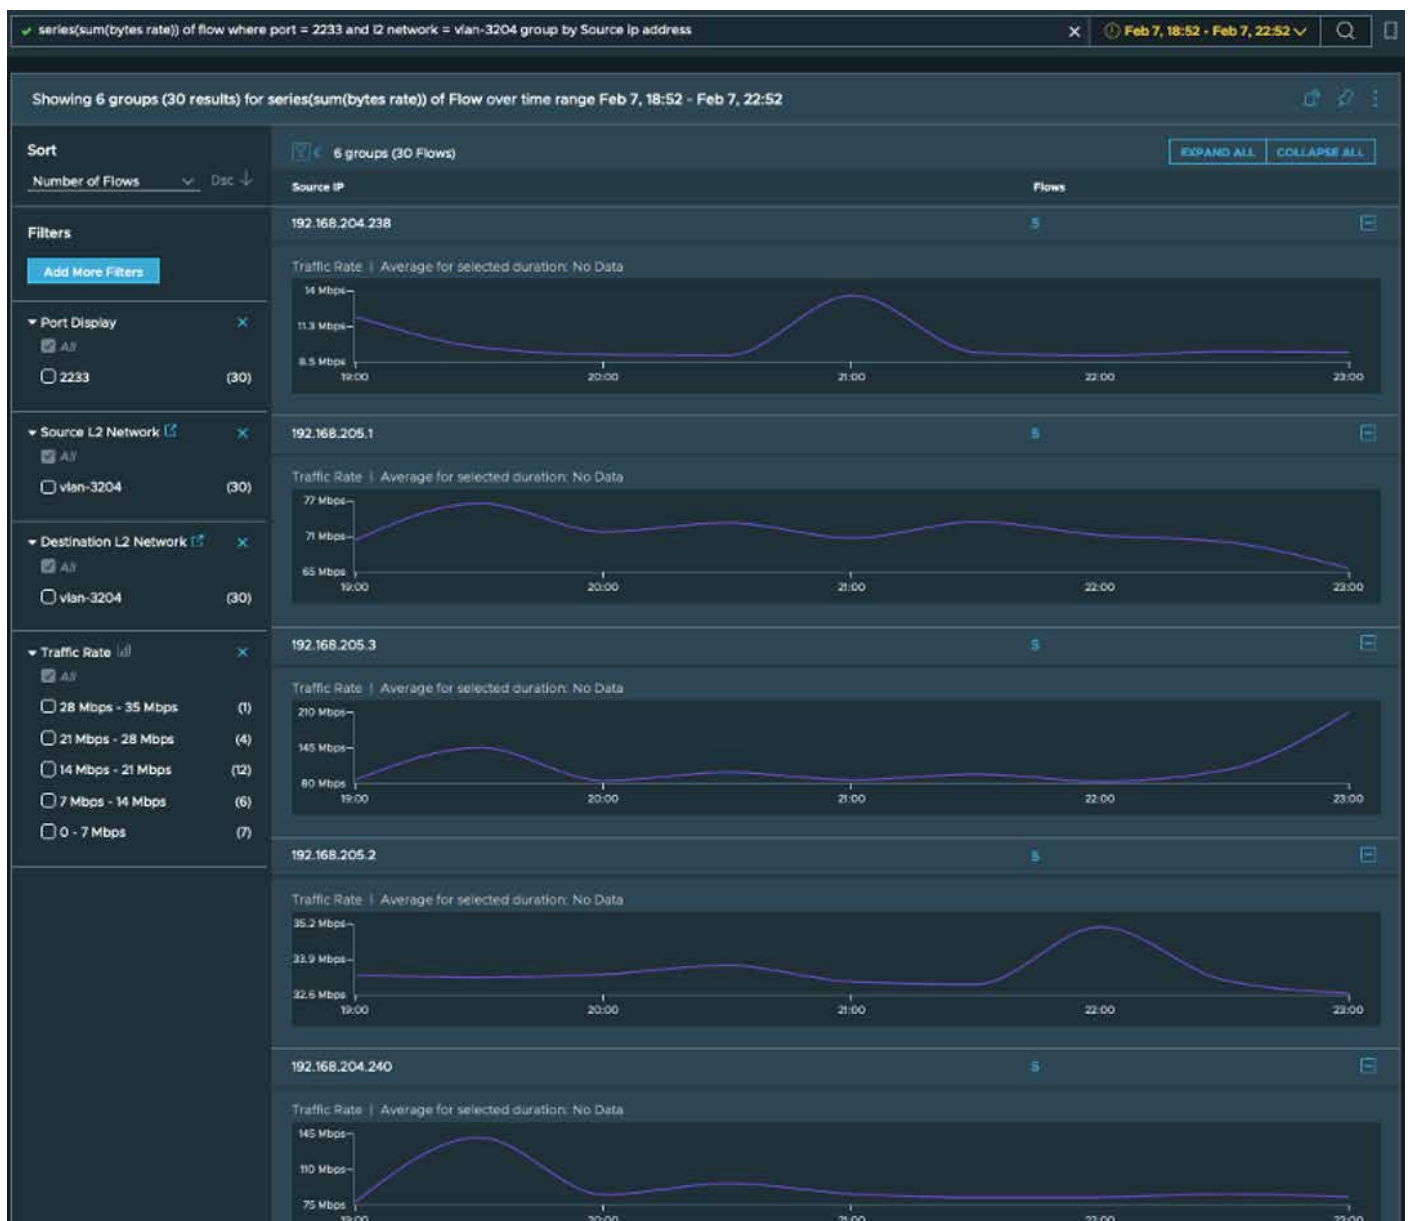 series(sum(bytes rate)) of flow where port = 2233 and l2 network = vlan-3204 group by Source ip address
Feb 7, 18:52 - Feb 7, 22:52
Showing 6 groups (30 results) for series(sum(bytes rate)) of Flow over time range Feb 7, 18:52 - Feb 7, 22:52
Sort
Number of Flows Dsc
Filters
Add More Filters
Port Display
All
2233 (30)
Source L2 Network
All
vlan-3204 (30)
Destination L2 Network
All
vlan-3204 (30)
Traffic Rate
All
28 Mbps - 35 Mbps (1)
21 Mbps - 28 Mbps (4)
14 Mbps - 21 Mbps (12)
7 Mbps - 14 Mbps (6)
0 - 7 Mbps (7)
6 groups (30 Flows)
EXPAND ALL COLLAPSE ALL
Source IP Flows
192.168.204.238 5
Traffic Rate | Average for selected duration: No Data
14 Mbps
11.3 Mbps
8.5 Mbps
19:00 20:00 21:00 22:00 23:00
192.168.205.1 5
Traffic Rate | Average for selected duration: No Data
77 Mbps
71 Mbps
65 Mbps
19:00 20:00 21:00 22:00 23:00
192.168.205.3 5
Traffic Rate | Average for selected duration: No Data
210 Mbps
145 Mbps
80 Mbps
19:00 20:00 21:00 22:00 23:00
192.168.205.2 5
Traffic Rate | Average for selected duration: No Data
35.2 Mbps
33.9 Mbps
32.6 Mbps
19:00 20:00 21:00 22:00 23:00
192.168.204.240 5
Traffic Rate | Average for selected duration: No Data
145 Mbps
110 Mbps
75 Mbps
19:00 20:00 21:00 22:00 23:00